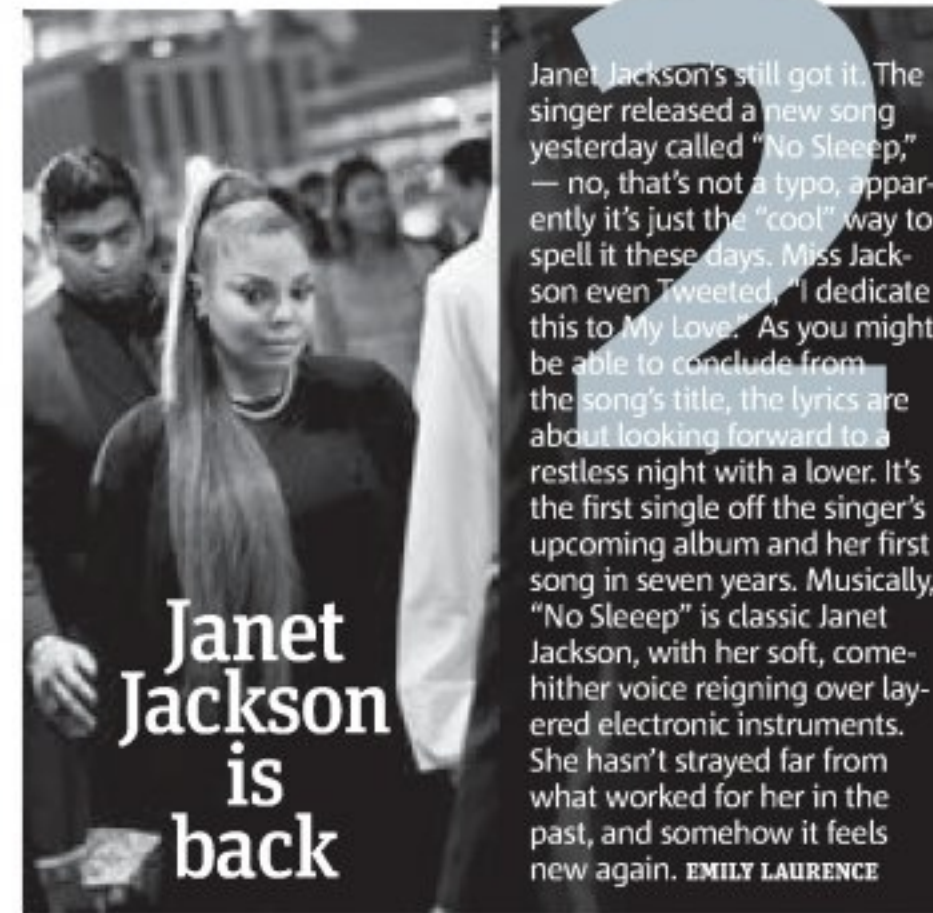 Janet
Jackson
is
back
2
Janet Jackson's still got it. The
singer released a new song
yesterday called “No Sleeep,”
— no, that's not a typo, appar-
ently it's just the “cool” way to
spell it these days. Miss Jack-
son even Tweeted, “I dedicate
this to My Love.” As you might
be able to conclude from
the song's title, the lyrics are
about looking forward to a
restless night with a lover. It's
the first single off the singer's
upcoming album and her first
song in seven years. Musically,
“No Sleeep” is classic Janet
Jackson, with her soft, come-
hither voice reigning over lay-
ered electronic instruments.
She hasn't strayed far from
what worked for her in the
past, and somehow it feels
new again. EMILY LAURENCE